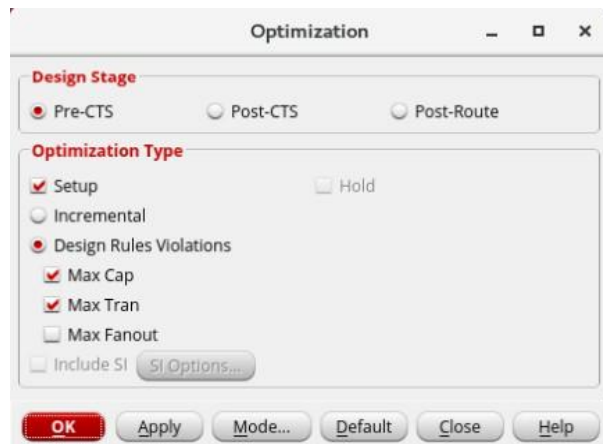 Optimization
Design Stage
Pre-CTS Post-CTS Post-Route
Optimization Type
Setup Hold
Incremental
Design Rules Violations
Max Cap
Max Tran
Max Fanout
Include SI SI Options...
OK Apply Mode... Default Close Help